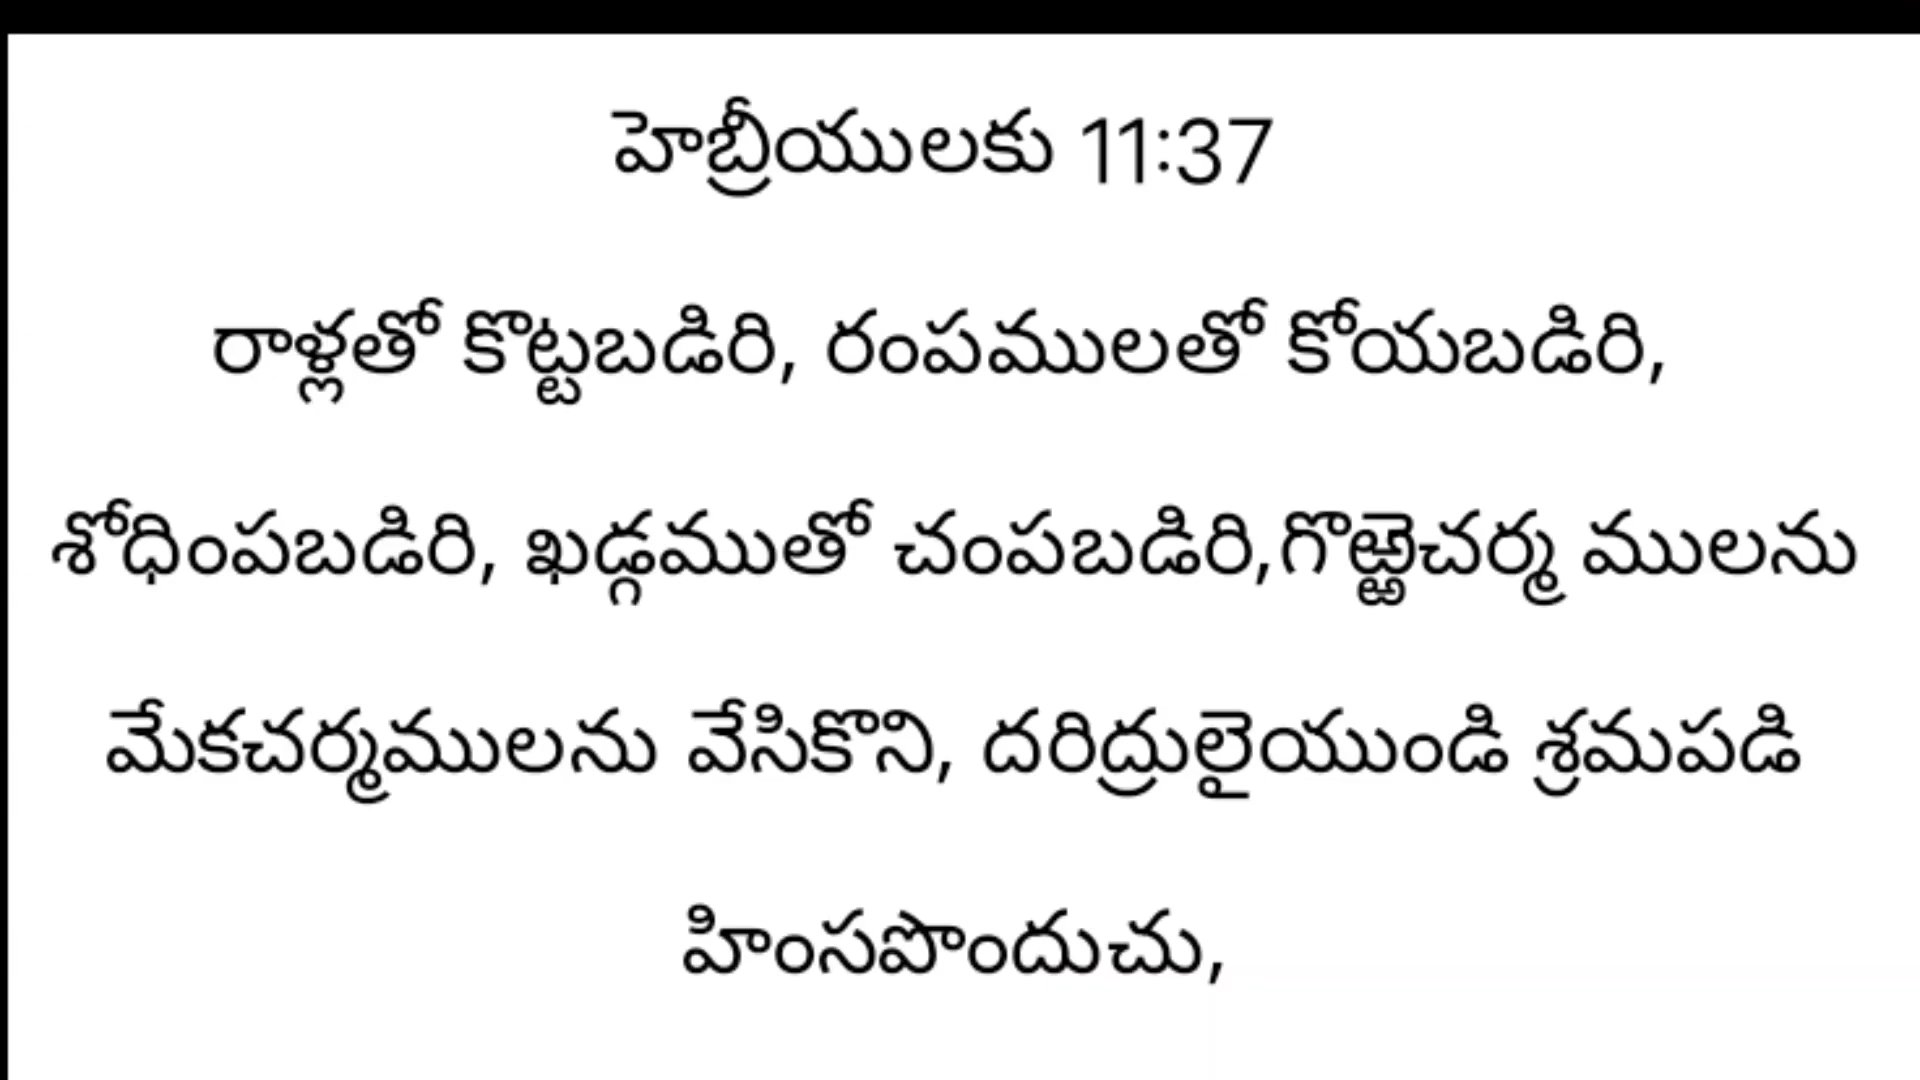 హెబ్రీయులకు 11:37
రాళ్లతో కొట్టబడిరి, రంపములతో కోయబడిరి,
శోధింపబడిరి, ఖడ్గముతో చంపబడిరి,గొఱ్ఱెచర్మ ములను
మేకచర్మములను వేసికొని, దరిద్రులైయుండి శ్రమపడి
హింసపొందుచు,